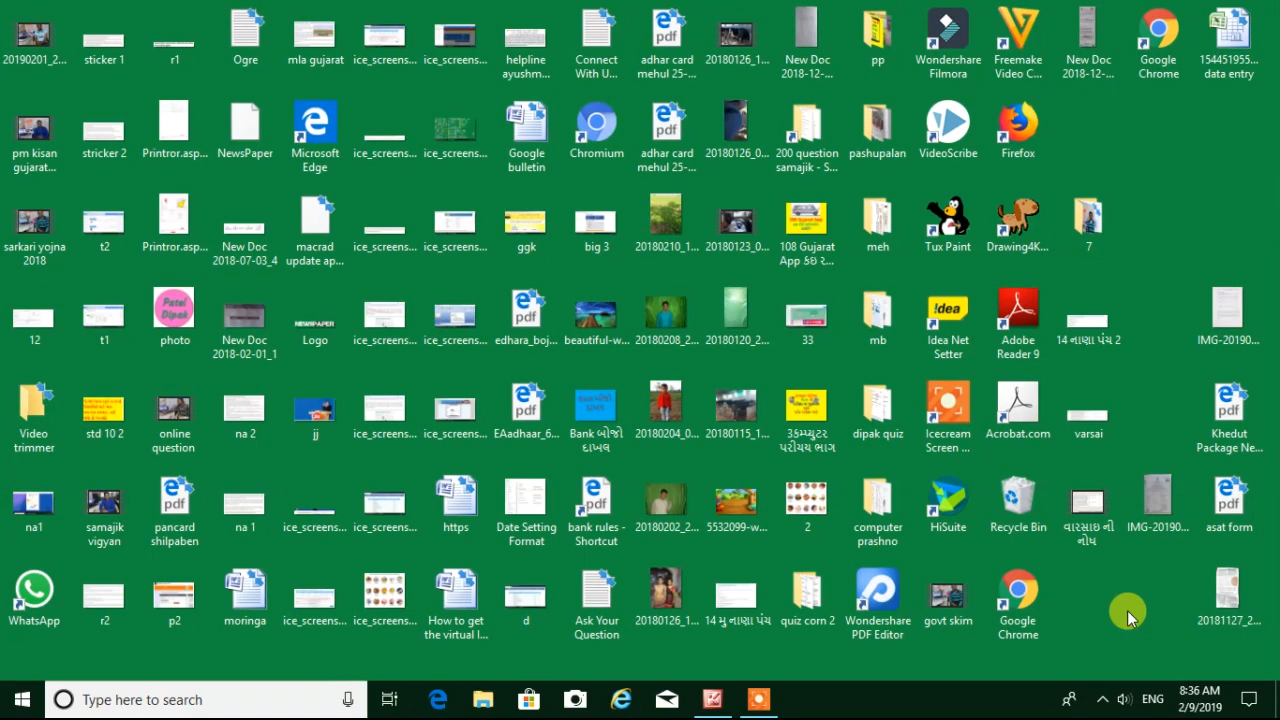 20190201_2...
sticker 1
r1
Ogre
mla gujarat
ice_screens...
ice_screens...
helpline
ayushm...
Connect
With U...
adhar card
mehul 25-...
20180126_1...
New Doc
2018-12-...
pp
Wondershare
Filmora
Freemake
Video C...
New Doc
2018-12-...
Google
Chrome
154451955...
data entry
pm kisan
gujarat...
stricker 2
Printror.asp...
NewsPaper
Microsoft
Edge
ice_screens...
ice_screens...
Google
bulletin
Chromium
adhar card
mehul 25-...
20180126_0...
200 question
samajik - S...
pashupalan
VideoScribe
Firefox
sarkari yojna
2018
t2
Printror.asp...
New Doc
2018-07-03_4
macrad
update ap...
ice_screens...
ice_screens...
ggk
big 3
20180210_1...
20180123_0...
108 Gujarat
App કઇ ર...
meh
Tux Paint
Drawing4K...
7
12
t1
Patel
Dipak
photo
New Doc
2018-02-01_1
NEWSPAPER
Logo
ice_screens...
ice_screens...
edhara_boj...
beautiful-w...
20180208_2...
20180120_2...
33
mb
!dea
Idea Net
Setter
Adobe
Reader 9
14 નાણા પંચ 2
IMG-20190...
Video
trimmer
std 10 2
online
question
na 2
jj
ice_screens...
ice_screens...
EAadhaar_6...
Bank બોજો
દાખલ
20180204_0...
20180115_1...
3કમ્પ્યુટર
પરીચય ભાગ
dipak quiz
Icecream
Screen ...
Acrobat.com
varsai
Khedut
Package Ne...
na1
samajik
vigyan
pancard
shilpaben
na 1
ice_screens...
ice_screens...
https
Date Setting
Format
bank rules -
Shortcut
20180202_2...
5532099-w...
2
computer
prashno
HiSuite
Recycle Bin
વારસાઇ ની
નોધ
IMG-20190...
asat form
WhatsApp
r2
p2
moringa
ice_screens...
ice_screens...
How to get
the virtual l...
d
Ask Your
Question
20180126_1...
14 મુ નાણા પંચ
quiz corn 2
Wondershare
PDF Editor
govt skim
Google
Chrome
20181127_2...
Type here to search
ENG
8:36 AM
2/9/2019